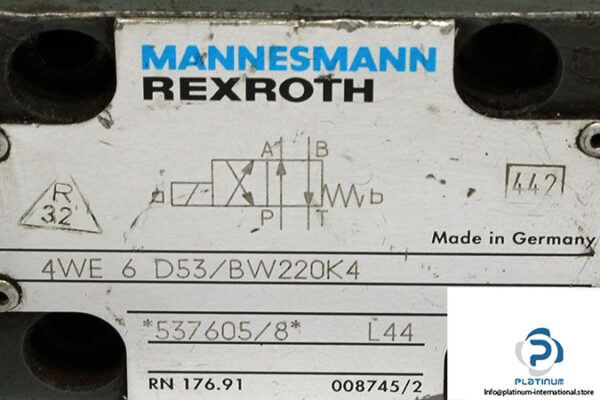 MANNESMANN
REXROTH
A B
a
b
P T
R
32
442
Made in Germany
4WE 6 D53/BW220K4
*537605/8* L44
RN 176.91 008745/2
PLATINUM
Info@platinum-international.store